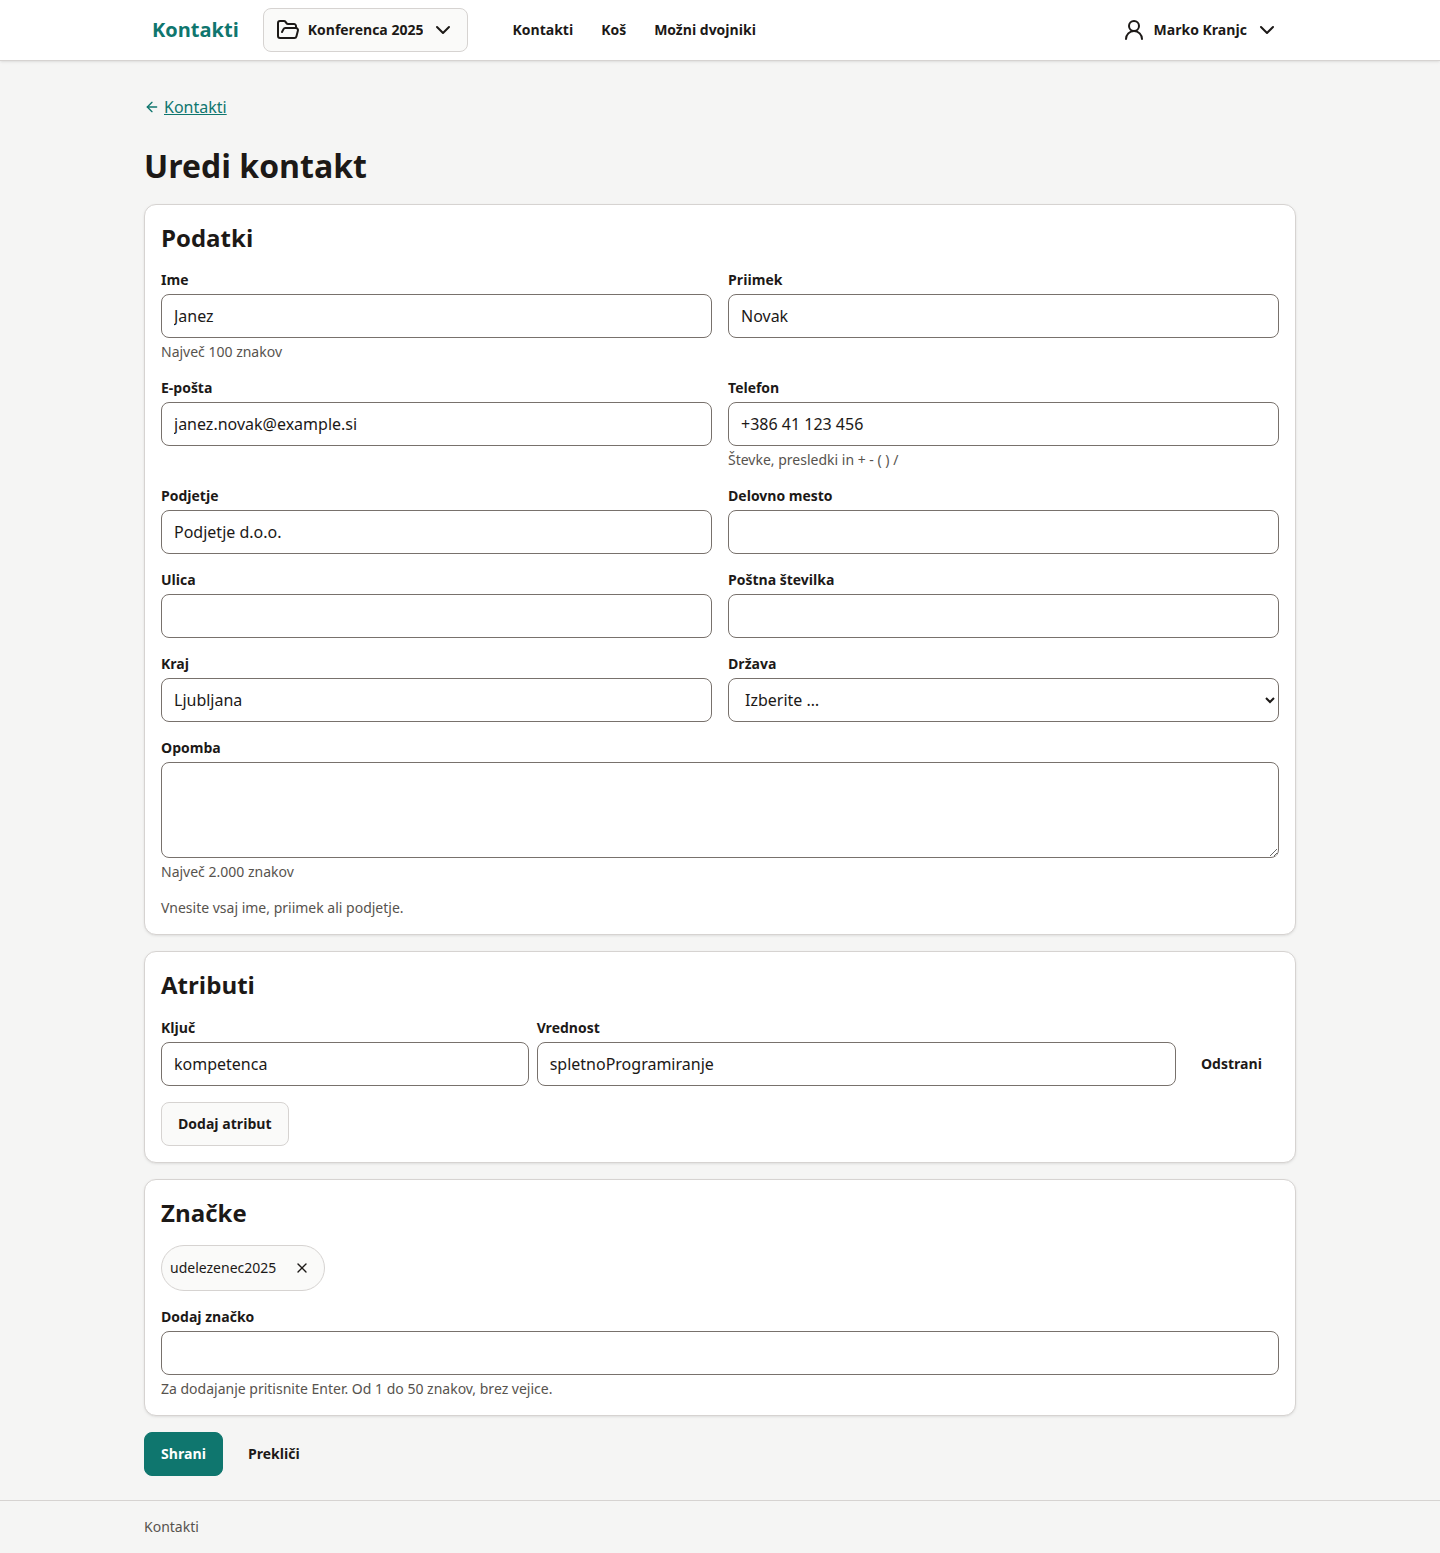 Kontakti
Konferenca 2025
Kontakti
Koš
Možni dvojniki
Marko Kranjc
← Kontakti
Uredi kontakt
Podatki
Ime
Priimek
Janez
Novak
Največ 100 znakov
E-pošta
Telefon
janez.novak@example.si
+386 41 123 456
Števke, presledki in + - ( ) /
Podjetje
Delovno mesto
Podjetje d.o.o.
Ulica
Poštna številka
Kraj
Država
Ljubljana
Izberite ...
Opomba
Največ 2.000 znakov
Vnesite vsaj ime, priimek ali podjetje.
Atributi
Ključ
Vrednost
kompetenca
spletnoProgramiranje
Odstrani
Dodaj atribut
Značke
udelezenec2025
Dodaj značko
Za dodajanje pritisnite Enter. Od 1 do 50 znakov, brez vejice.
Shrani
Prekliči
Kontakti